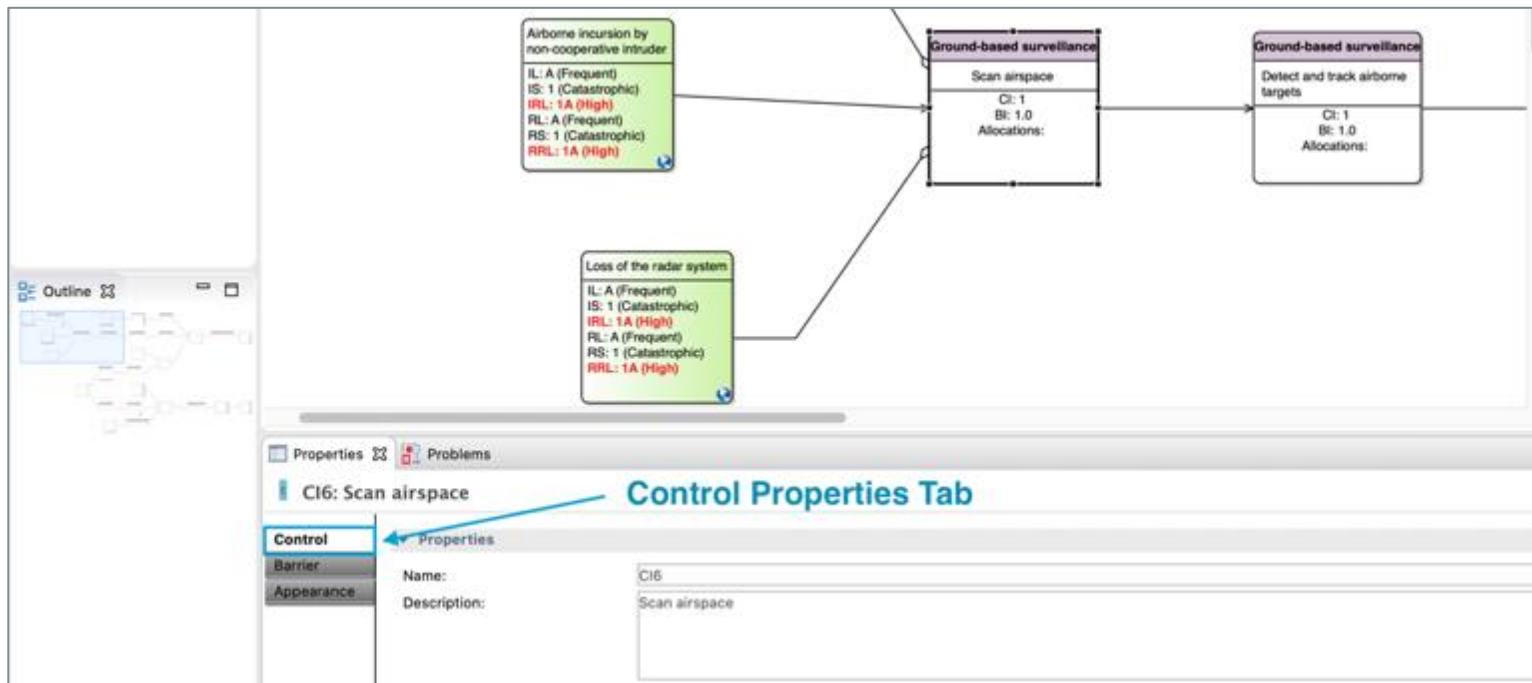 Airborne incursion by
non-cooperative intruder
IL: A (Frequent)
IS: 1 (Catastrophic)
IRL: 1A (High)
RL: A (Frequent)
RS: 1 (Catastrophic)
RRL: 1A (High)
Ground-based surveillance
Scan airspace
CI: 1
BI: 1.0
Allocations:
Ground-based surveillance
Detect and track airborne
targets
CI: 1
BI: 1.0
Allocations:
Loss of the radar system
IL: A (Frequent)
IS: 1 (Catastrophic)
IRL: 1A (High)
RL: A (Frequent)
RS: 1 (Catastrophic)
RRL: 1A (High)
Outline
Properties Problems
CI6: Scan airspace
Control Properties Tab
Control
Barrier
Appearance
Properties
Name: CI6
Description: Scan airspace